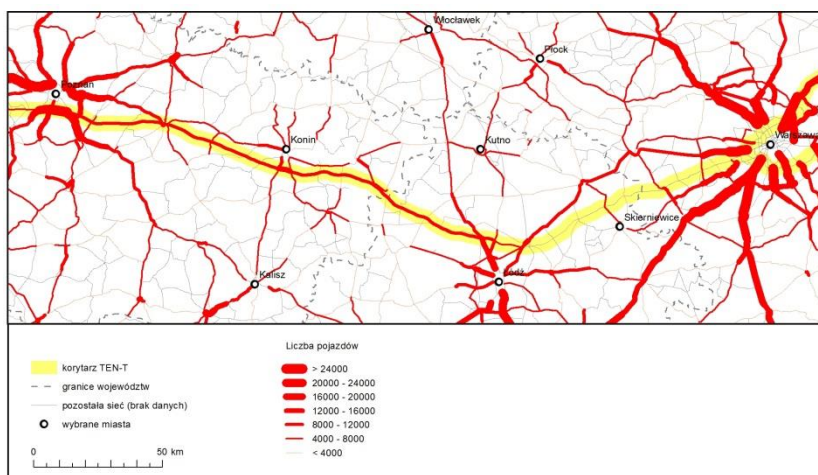 Włocławek
Płock
Poznań
Konin
Kutno
Warszawa
Skierniewice
Kalisz
Łódź
Liczba pojazdów
korytarz TEN-T
granice województw
pozostała sieć (brak danych)
wybrane miasta
0 50 km
> 24000
20000 - 24000
16000 - 20000
12000 - 16000
8000 - 12000
4000 - 8000
< 4000